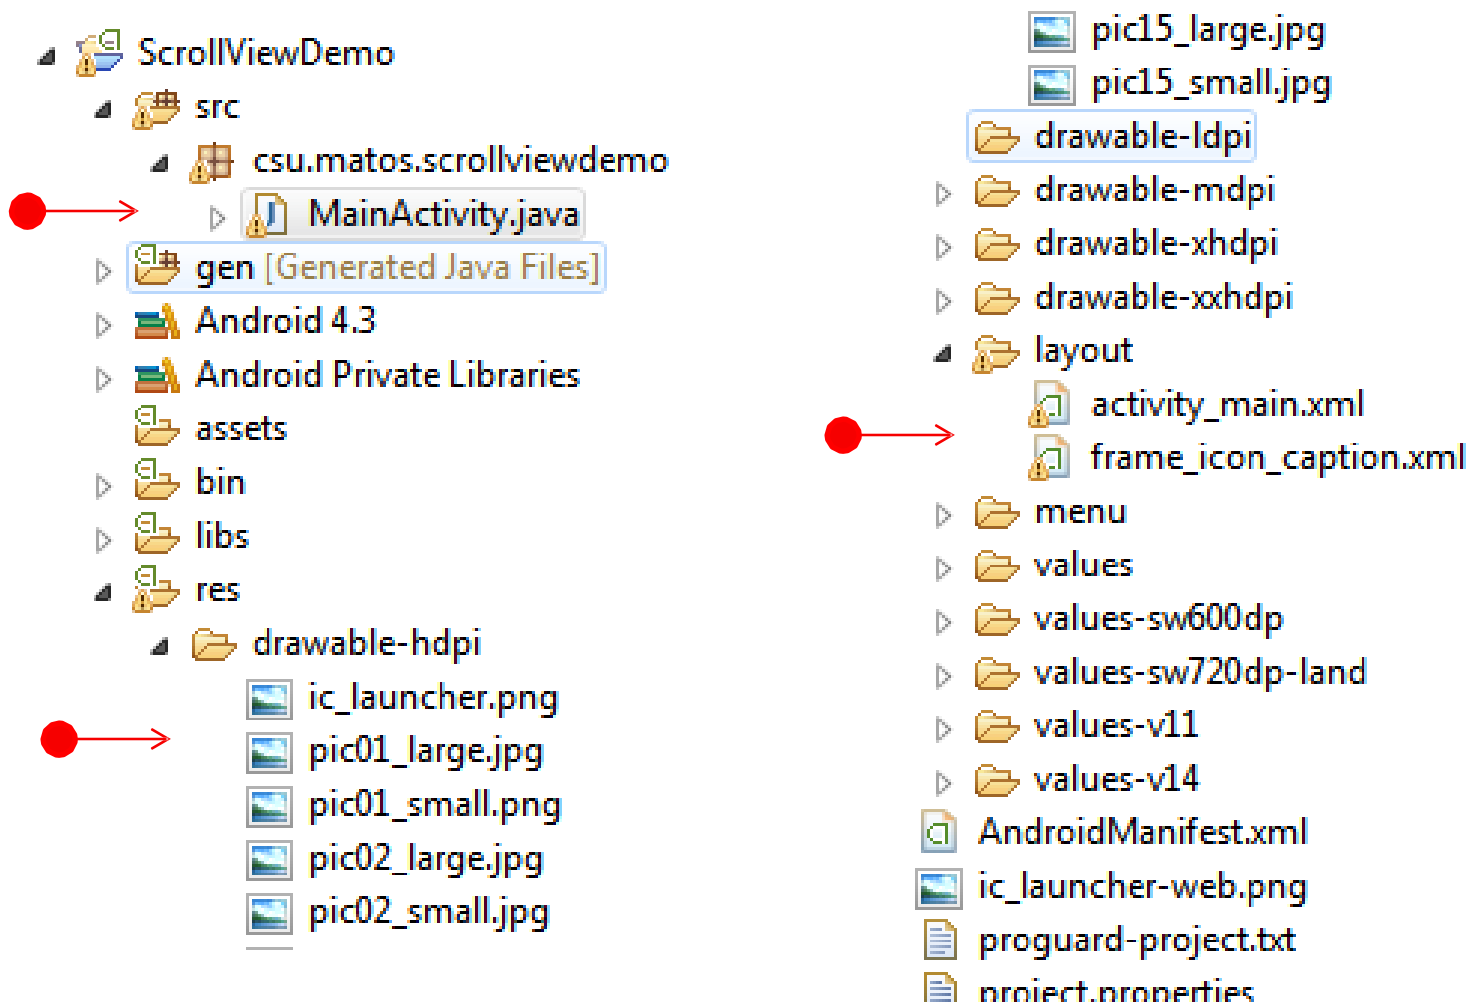 ScrollViewDemo
src
csu.matos.scrollviewdemo
MainActivity.java
gen [Generated Java Files]
Android 4.3
Android Private Libraries
assets
bin
libs
res
drawable-hdpi
ic_launcher.png
pic01_large.jpg
pic01_small.png
pic02_large.jpg
pic02_small.jpg
pic15_large.jpg
pic15_small.jpg
drawable-ldpi
drawable-mdpi
drawable-xhdpi
drawable-xxhdpi
layout
activity_main.xml
frame_icon_caption.xml
menu
values
values-sw600dp
values-sw720dp-land
values-v11
values-v14
AndroidManifest.xml
ic_launcher-web.png
proguard-project.txt
project.properties